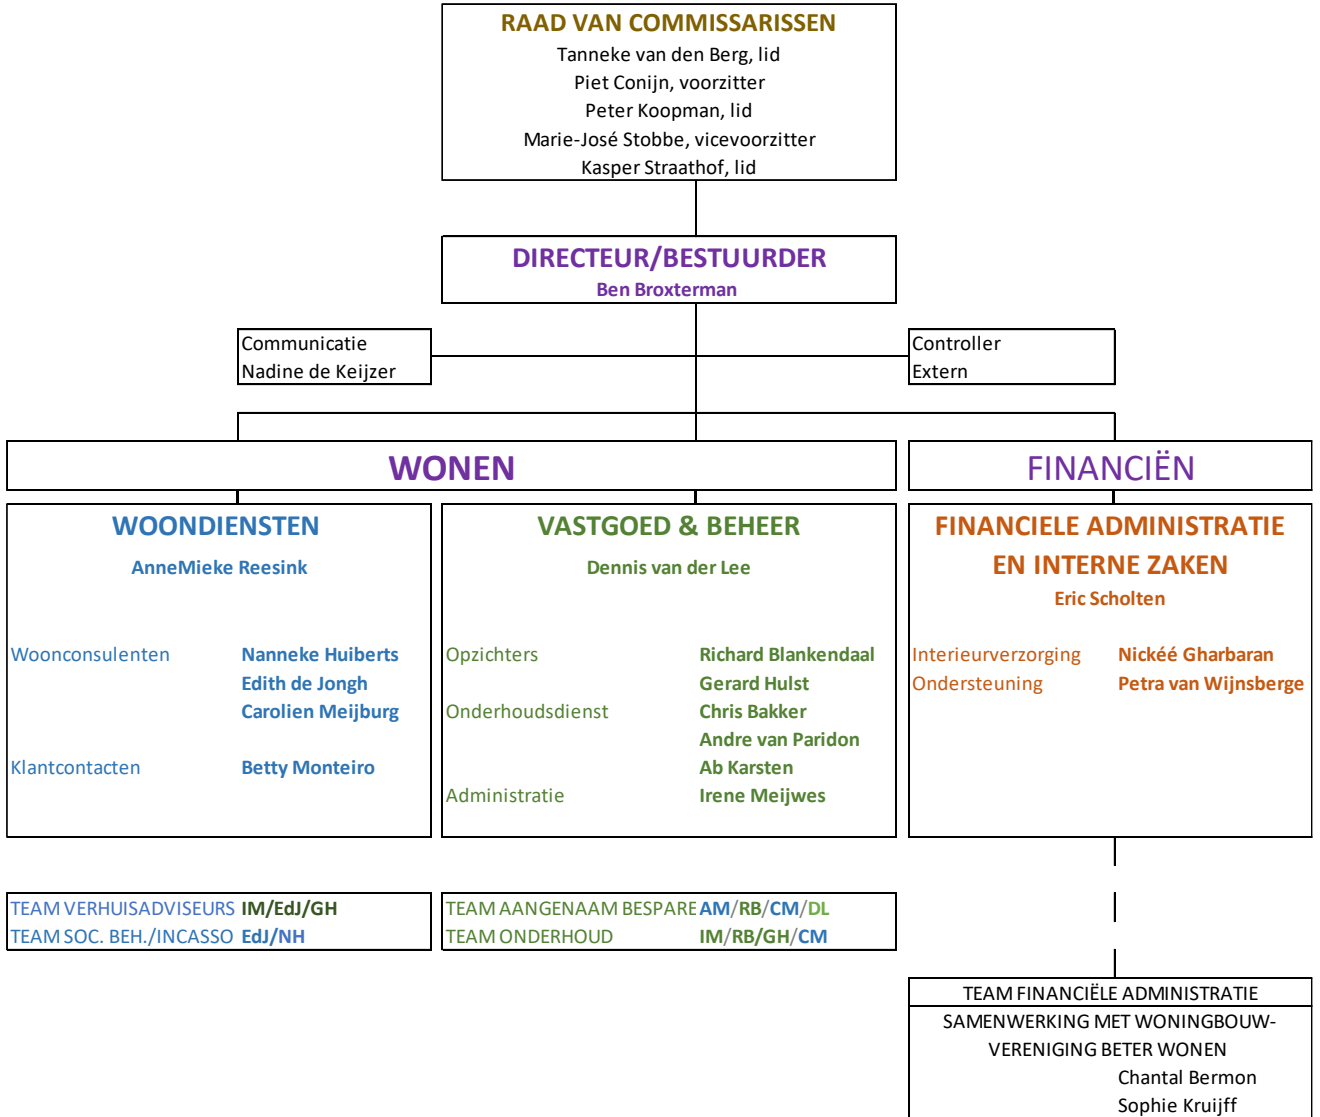 RAAD VAN COMMISSARISSEN
Tanneke van den Berg, lid
Piet Conijn, voorzitter
Peter Koopman, lid
Marie-José Stobbe, vicevoorzitter
Kasper Straathof, lid
DIRECTEUR/BESTUURDER
Ben Broxterman
Communicatie
Nadine de Keijzer
Controller
Extern
WONEN
FINANCIËN
WOONDIENSTEN
AnneMieke Reesink
Woonconsulenten Nanneke Huiberts
Edith de Jongh
Carolien Meijburg
Klantcontacten Betty Monteiro
VASTGOED & BEHEER
Dennis van der Lee
Opzichters Richard Blankendaal
Gerard Hulst
Onderhoudsdienst Chris Bakker
Andre van Paridon
Ab Karsten
Administratie Irene Meijwes
FINANCIELE ADMINISTRATIE
EN INTERNE ZAKEN
Eric Scholten
Interieurverzorging Nickéé Gharbaran
Ondersteuning Petra van Wijnsberge
TEAM VERHUISADVISEURS IM/EdJ/GH
TEAM SOC. BEH./INCASSO EdJ/NH
TEAM AANGENAAM BESPARE AM/RB/CM/DL
TEAM ONDERHOUD IM/RB/GH/CM
TEAM FINANCIËLE ADMINISTRATIE
SAMENWERKING MET WONINGBOUW-
VERENIGING BETER WONEN
Chantal Bermon
Sophie Kruijff